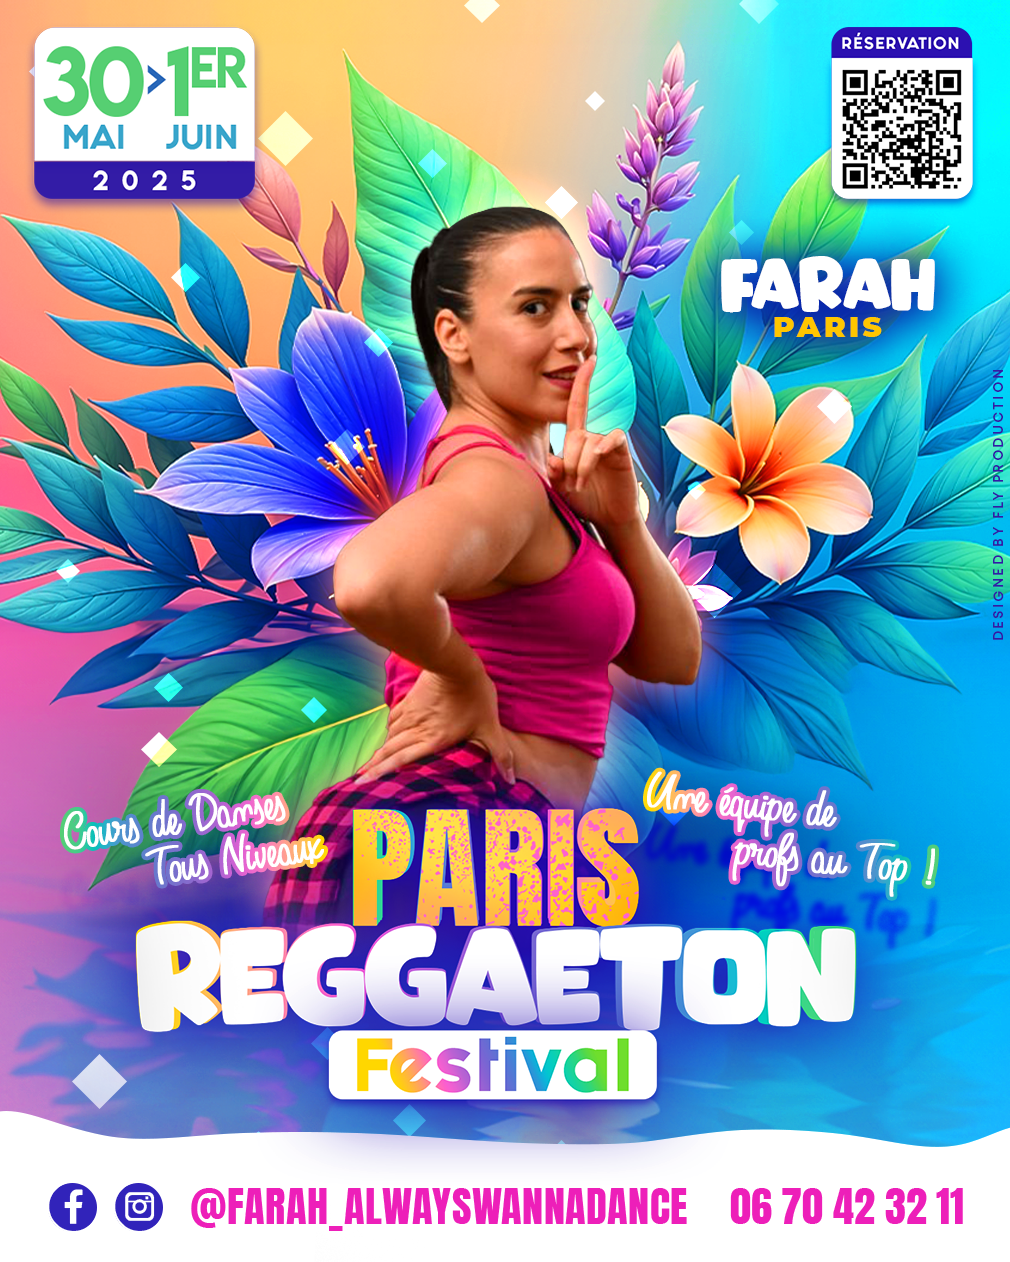 30>1ER
MAI JUIN
2025
RÉSERVATION
FARAH
PARIS
DESIGNED BY FLY PRODUCTION
Cours de Danses
Tous Niveaux
Une équipe de
profs au Top !
PARIS
REGGAETON
Festival
@FARAH_ALWAYSWANNADANCE 06 70 42 32 11